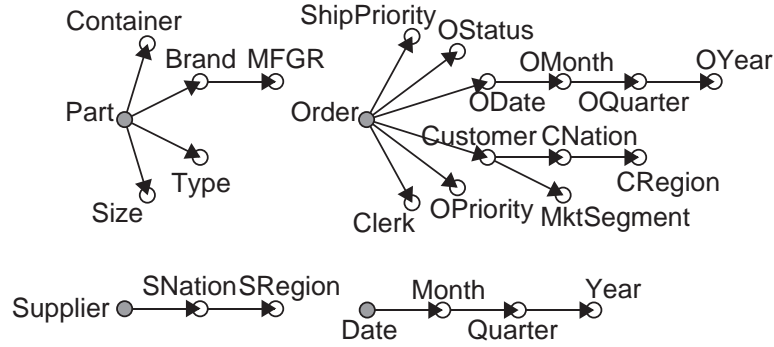 ShipPriority
Container
OStatus
Brand MFGR
OMonth
OYear
Part
Order
ODate
OQuarter
Customer CNation
Type
CRegion
Size
OPriority
MktSegment
Clerk
SNation SRegion
Month
Year
Supplier
Date
Quarter